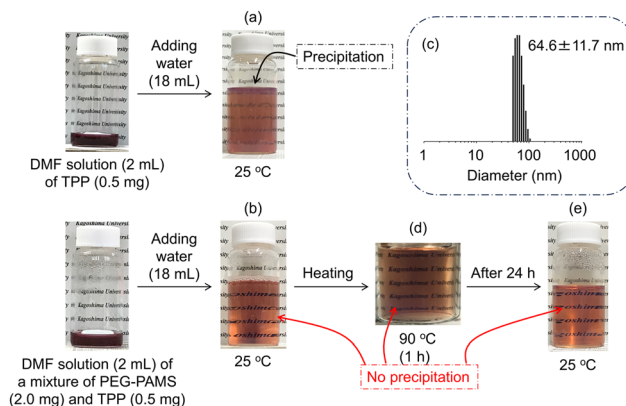 (a)
Adding
water
(18 mL)
Precipitation
DMF solution (2 mL)
of TPP (0.5 mg)
25 °C
(c)
64.6±11.7 nm
1 10 100 1000
Diameter (nm)
(b)
Adding
water
(18 mL)
Heating
(d)
After 24 h
(e)
Kagoshima University
DMF solution (2 mL) of
a mixture of PEG-PAMS
(2.0 mg) and TPP (0.5 mg)
25 °C
90 °C
(1 h)
25 °C
No precipitation